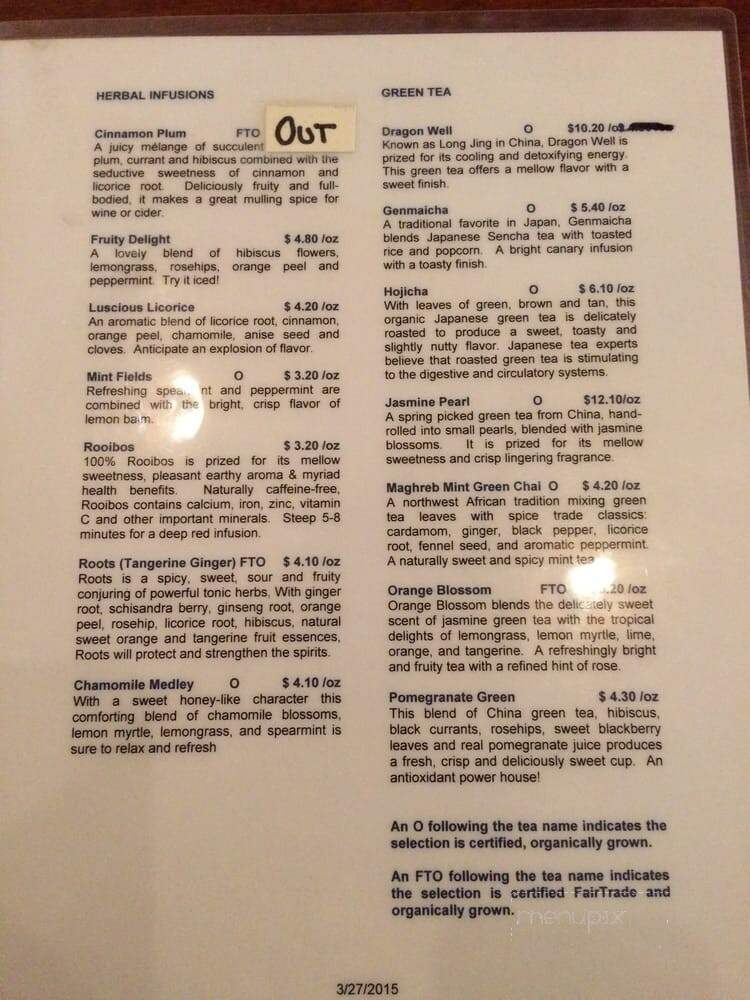 HERBAL INFUSIONS
Cinnamon Plum FTO OUT
A juicy mélange of succulent
plum, currant and hibiscus combined with the
seductive sweetness of cinnamon and
licorice root. Deliciously fruity and full-
bodied, it makes a great mulling spice for
wine or cider.
Fruity Delight $ 4.80 /oz
A lovely blend of hibiscus flowers,
lemongrass, rosehips, orange peel and
peppermint. Try it iced!
Luscious Licorice $ 4.20 /oz
An aromatic blend of licorice root, cinnamon,
orange peel, chamomile, anise seed and
cloves. Anticipate an explosion of flavor.
Mint Fields O $ 3.20 /oz
Refreshing spearmint and peppermint are
combined with the bright, crisp flavor of
lemon balm.
Rooibos $ 3.20 /oz
100% Rooibos is prized for its mellow
sweetness, pleasant earthy aroma & myriad
health benefits. Naturally caffeine-free,
Rooibos contains calcium, iron, zinc, vitamin
C and other important minerals. Steep 5-8
minutes for a deep red infusion.
Roots (Tangerine Ginger) FTO $ 4.10 /oz
Roots is a spicy, sweet, sour and fruity
conjuring of powerful tonic herbs, With ginger
root, schisandra berry, ginseng root, orange
peel, rosehip, licorice root, hibiscus, natural
sweet orange and tangerine fruit essences,
Roots will protect and strengthen the spirits.
Chamomile Medley O $ 4.10 /oz
With a sweet honey-like character this
comforting blend of chamomile blossoms,
lemon myrtle, lemongrass, and spearmint is
sure to relax and refresh
GREEN TEA
Dragon Well O $10.20 /oz
Known as Long Jing in China, Dragon Well is
prized for its cooling and detoxifying energy.
This green tea offers a mellow flavor with a
sweet finish.
Genmaicha O $ 5.40 /oz
A traditional favorite in Japan, Genmaicha
blends Japanese Sencha tea with toasted
rice and popcorn. A bright canary infusion
with a toasty finish.
Hojicha O $ 6.10 /oz
With leaves of green, brown and tan, this
organic Japanese green tea is delicately
roasted to produce a sweet, toasty and
slightly nutty flavor. Japanese tea experts
believe that roasted green tea is stimulating
to the digestive and circulatory systems.
Jasmine Pearl O $12.10/oz
A spring picked green tea from China, hand-
rolled into small pearls, blended with jasmine
blossoms. It is prized for its mellow
sweetness and crisp lingering fragrance.
Maghreb Mint Green Chai O $ 4.20 /oz
A northwest African tradition mixing green
tea leaves with spice trade classics:
cardamom, ginger, black pepper, licorice
root, fennel seed, and aromatic peppermint.
A naturally sweet and spicy mint tea
Orange Blossom FTO .20 /oz
Orange Blossom blends the delicately sweet
scent of jasmine green tea with the tropical
delights of lemongrass, lemon myrtle, lime,
orange, and tangerine. A refreshingly bright
and fruity tea with a refined hint of rose.
Pomegranate Green $ 4.30 /oz
This blend of China green tea, hibiscus,
black currants, rosehips, sweet blackberry
leaves and real pomegranate juice produces
a fresh, crisp and deliciously sweet cup. An
antioxidant power house!
An O following the tea name indicates the
selection is certified, organically grown.
An FTO following the tea name indicates
the selection is certified FairTrade and
organically grown.
menupix
3/27/2015